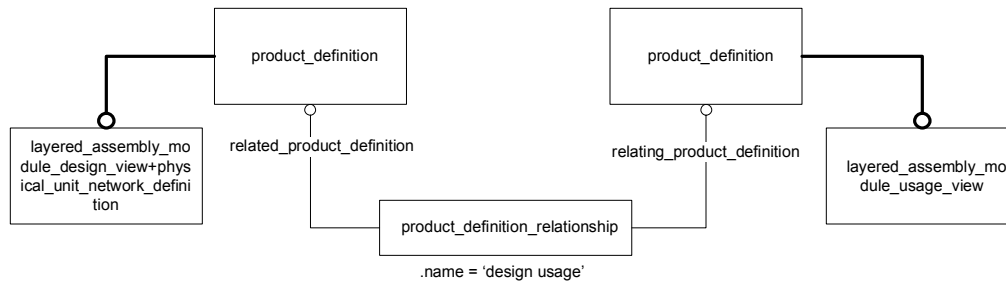 product_definition
product_definition
layered_assembly_mo
dule_design_view+phys
ical_unit_network_defini
tion
related_product_definition
relating_product_definition
layered_assembly_mo
dule_usage_view
product_definition_relationship
.name = ‘design usage’